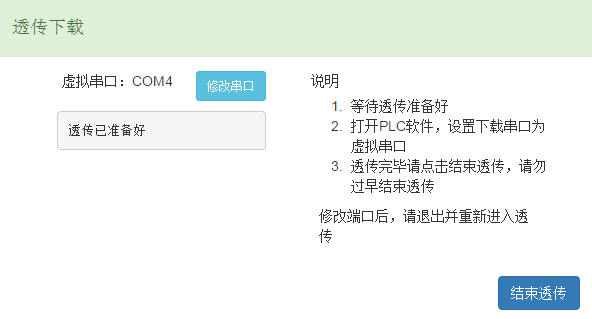 透传下载
虚拟串口：COM4
修改串口
透传已准备好
说明
1. 等待透传准备好
2. 打开PLC软件，设置下载串口为
虚拟串口
3. 透传完毕请点击结束透传，请勿
过早结束透传
修改端口后，请退出并重新进入透
传
结束透传